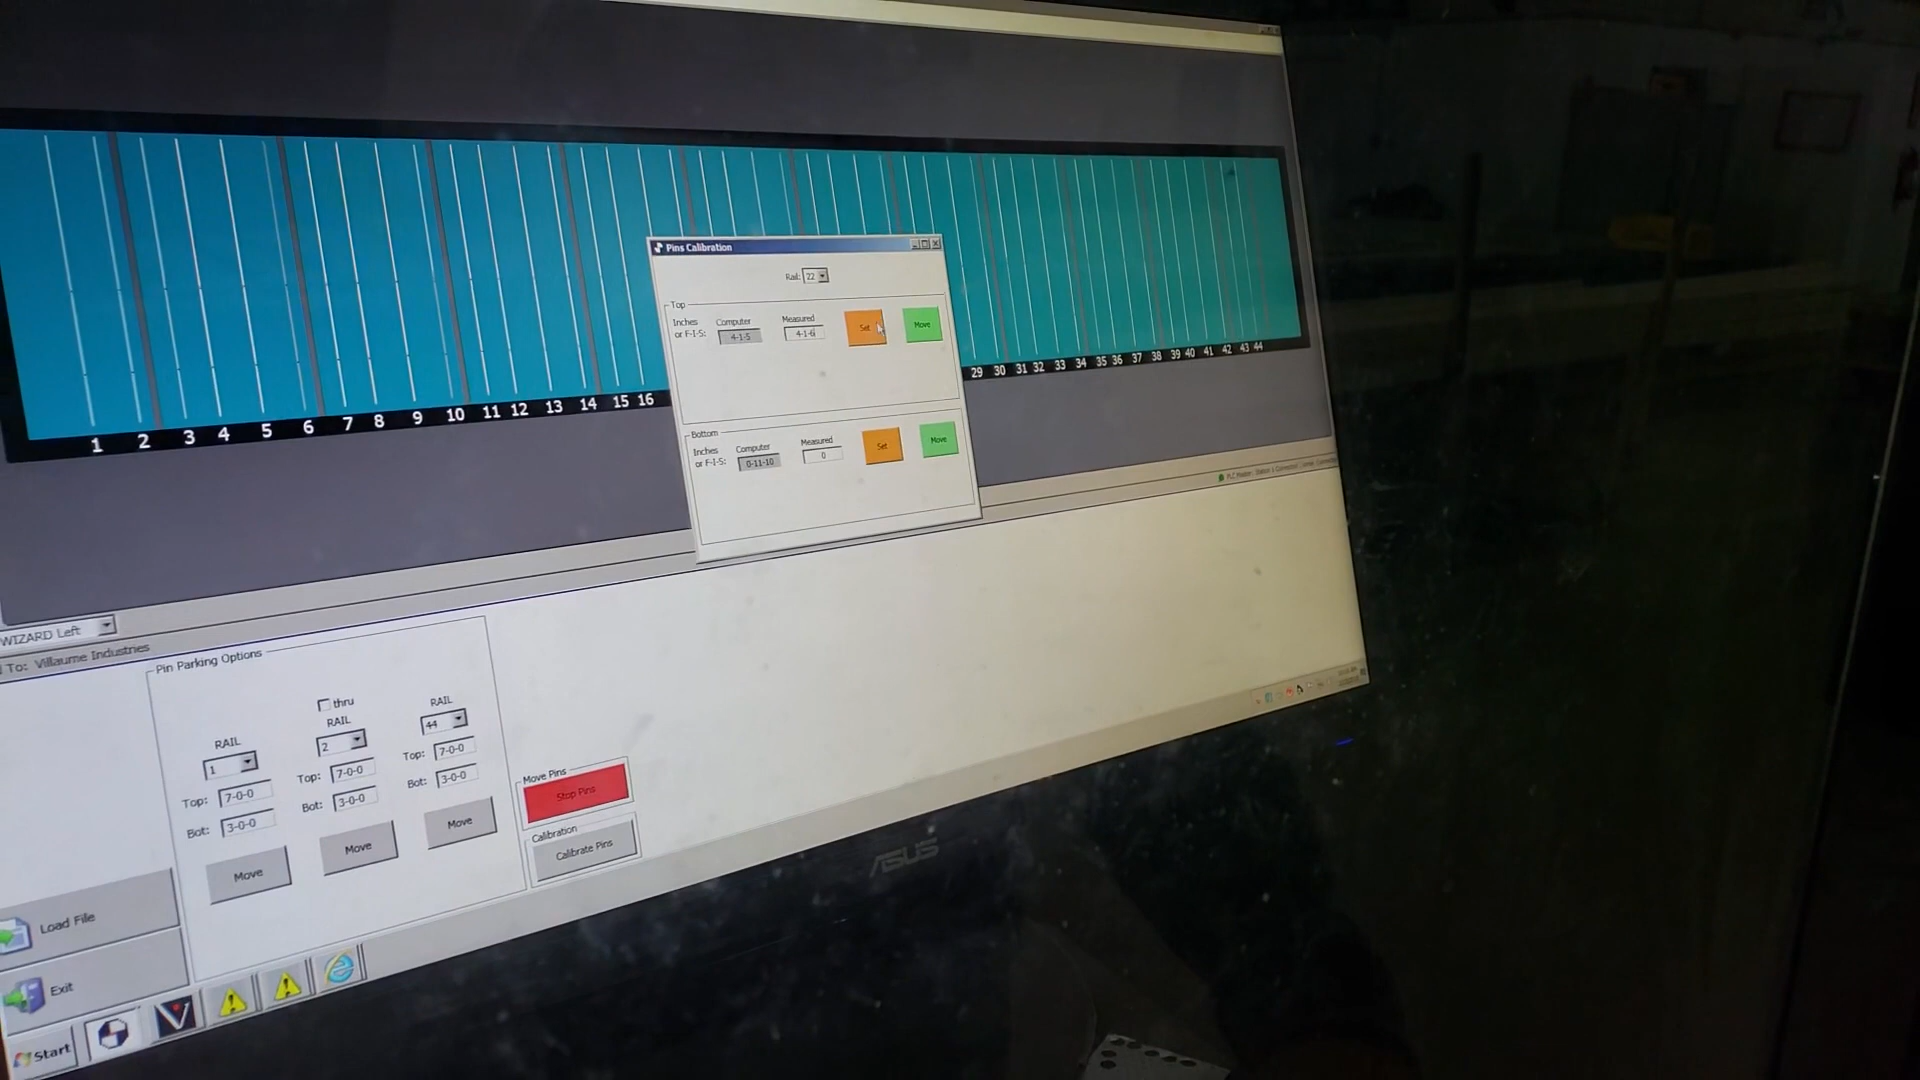 1 2 3 4 5 6 7 8 9 10 11 12 13 14 15 16
29 30 31 32 33 34 35 36 37 38 39 40 41 42 43 44
Pins Calibration
Rail: 22
Top
Inches or F-I-S:
Computer
4-1-5
Measured
4-1-6
Set
Move
Bottom
Inches or F-I-S:
Computer
0-11-10
Measured
0
Set
Move
WIZARD Left
To: Villaume Industries
Pin Parking Options
RAIL
1
Top: 7-0-0
Bot: 3-0-0
Move
thru
RAIL
2
Top: 7-0-0
Bot: 3-0-0
Move
RAIL
44
Top: 7-0-0
Bot: 3-0-0
Move
Move Pins
Stop Pins
Calibration
Calibrate Pins
Load File
Exit
Start
ASUS